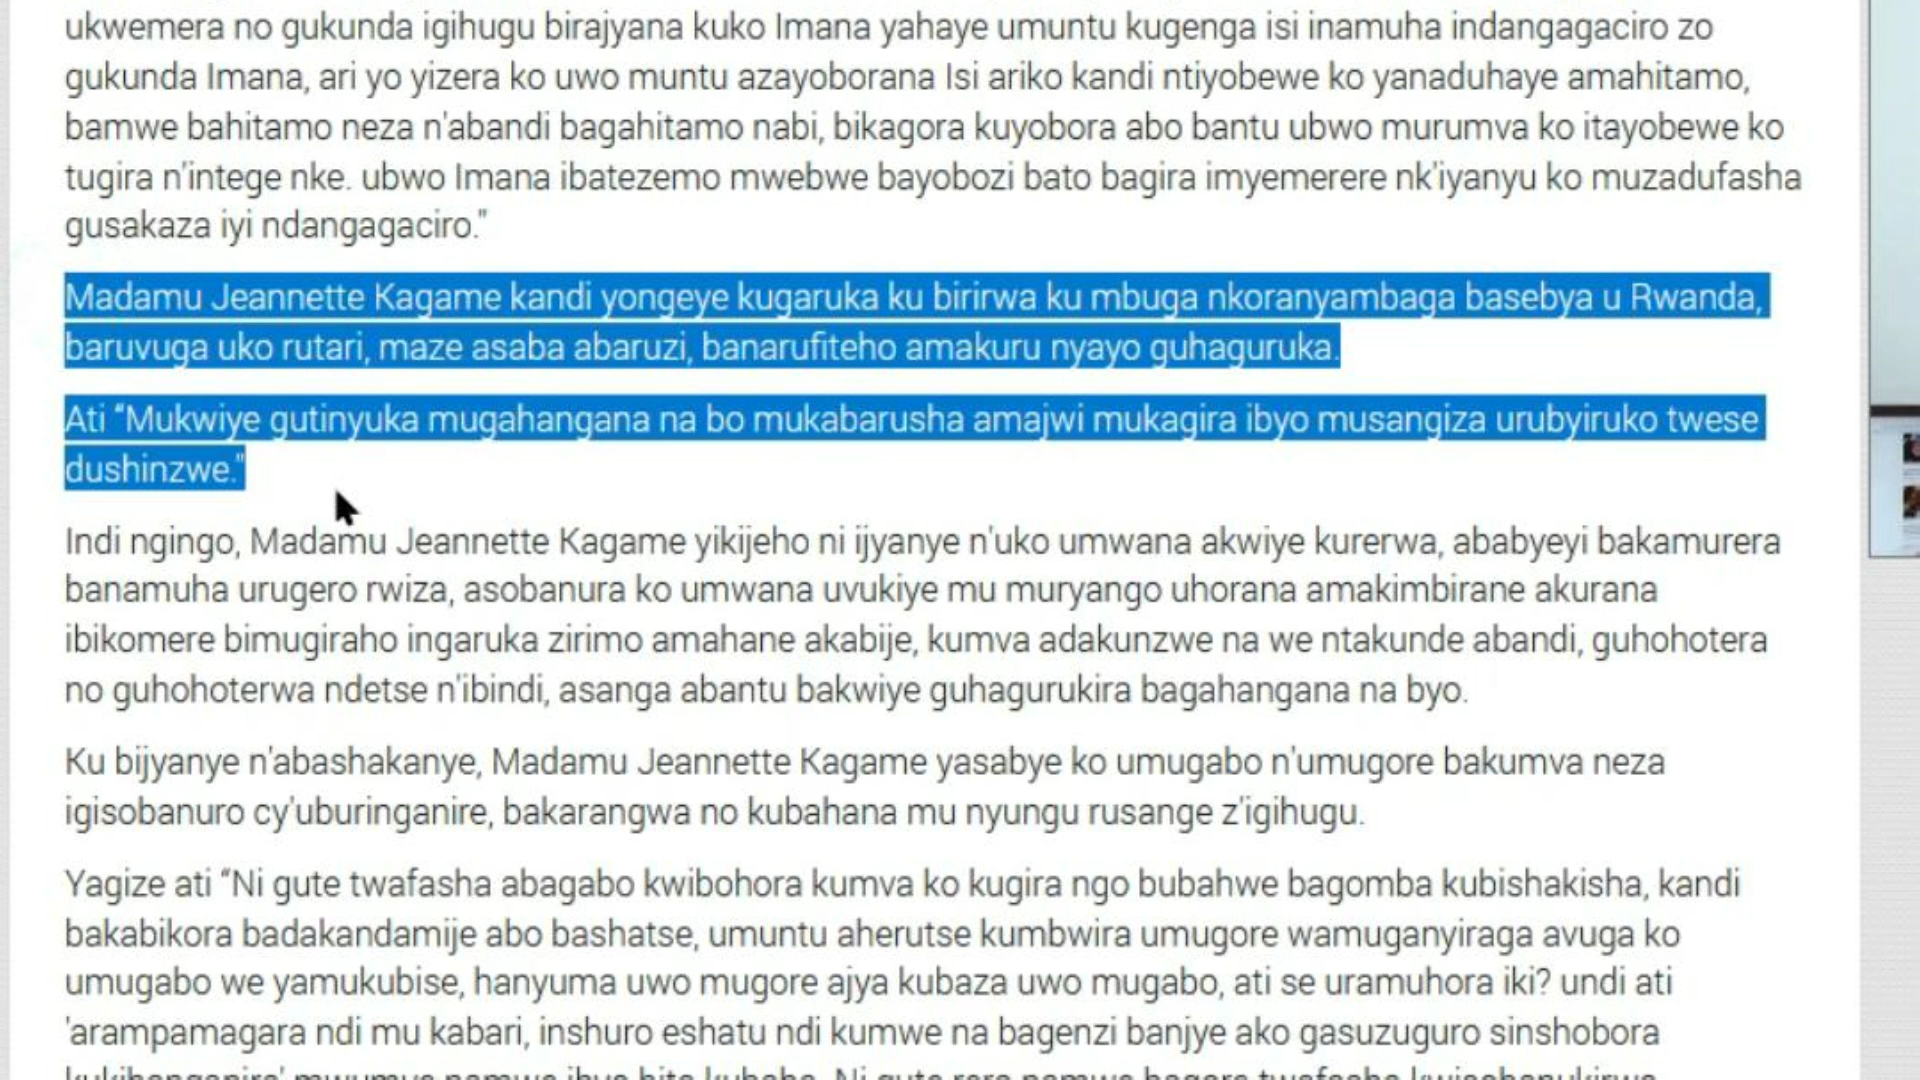 ukwemera no gukunda igihugu birajyana kuko Imana yahaye umuntu kugenga isi inamuha indangagaciro zo
gukunda Imana, ari yo yizera ko uwo muntu azayoborana Isi ariko kandi ntiyobewe ko yanaduhaye amahitamo,
bamwe bahitamo neza n'abandi bagahitamo nabi, bikagora kuyobora abo bantu ubwo murumva ko itayobewe ko
tugira n'intege nke. ubwo Imana ibatezemo mwebwe bayobozi bato bagira imyemerere nk'iyanyu ko muzadufasha
gusakaza iyi ndangagaciro."
Madamu Jeannette Kagame kandi yongeye kugaruka ku birirwa ku mbuga nkoranyambaga basebya u Rwanda,
baruvuga uko rutari, maze asaba abaruzi, banarufiteho amakuru nyayo guhaguruka.
Ati “Mukwiye gutinyuka mugahangana na bo mukabarusha amajwi mukagira ibyo musangiza urubyiruko twese
dushinzwe."
Indi ngingo, Madamu Jeannette Kagame yikijeho ni ijyanye n'uko umwana akwiye kurerwa, ababyeyi bakamurera
banamuha urugero rwiza, asobanura ko umwana uvukiye mu muryango uhorana amakimbirane akurana
ibikomere bimugiraho ingaruka zirimo amahane akabije, kumva adakunzwe na we ntakunde abandi, guhohotera
no guhohoterwa ndetse n'ibindi, asanga abantu bakwiye guhagurukira bagahangana na byo.
Ku bijyanye n'abashakanye, Madamu Jeannette Kagame yasabye ko umugabo n'umugore bakumva neza
igisobanuro cy'uburinganire, bakarangwa no kubahana mu nyungu rusange z'igihugu.
Yagize ati “Ni gute twafasha abagabo kwibohora kumva ko kugira ngo bubahwe bagomba kubishakisha, kandi
bakabikora badakandamije abo bashatse, umuntu aherutse kumbwira umugore wamuganyiraga avuga ko
umugabo we yamukubise, hanyuma uwo mugore ajya kubaza uwo mugabo, ati se uramuhora iki? undi ati
'arampamagara ndi mu kabari, inshuro eshatu ndi kumwe na bagenzi banjye ako gasuzuguro sinshobora